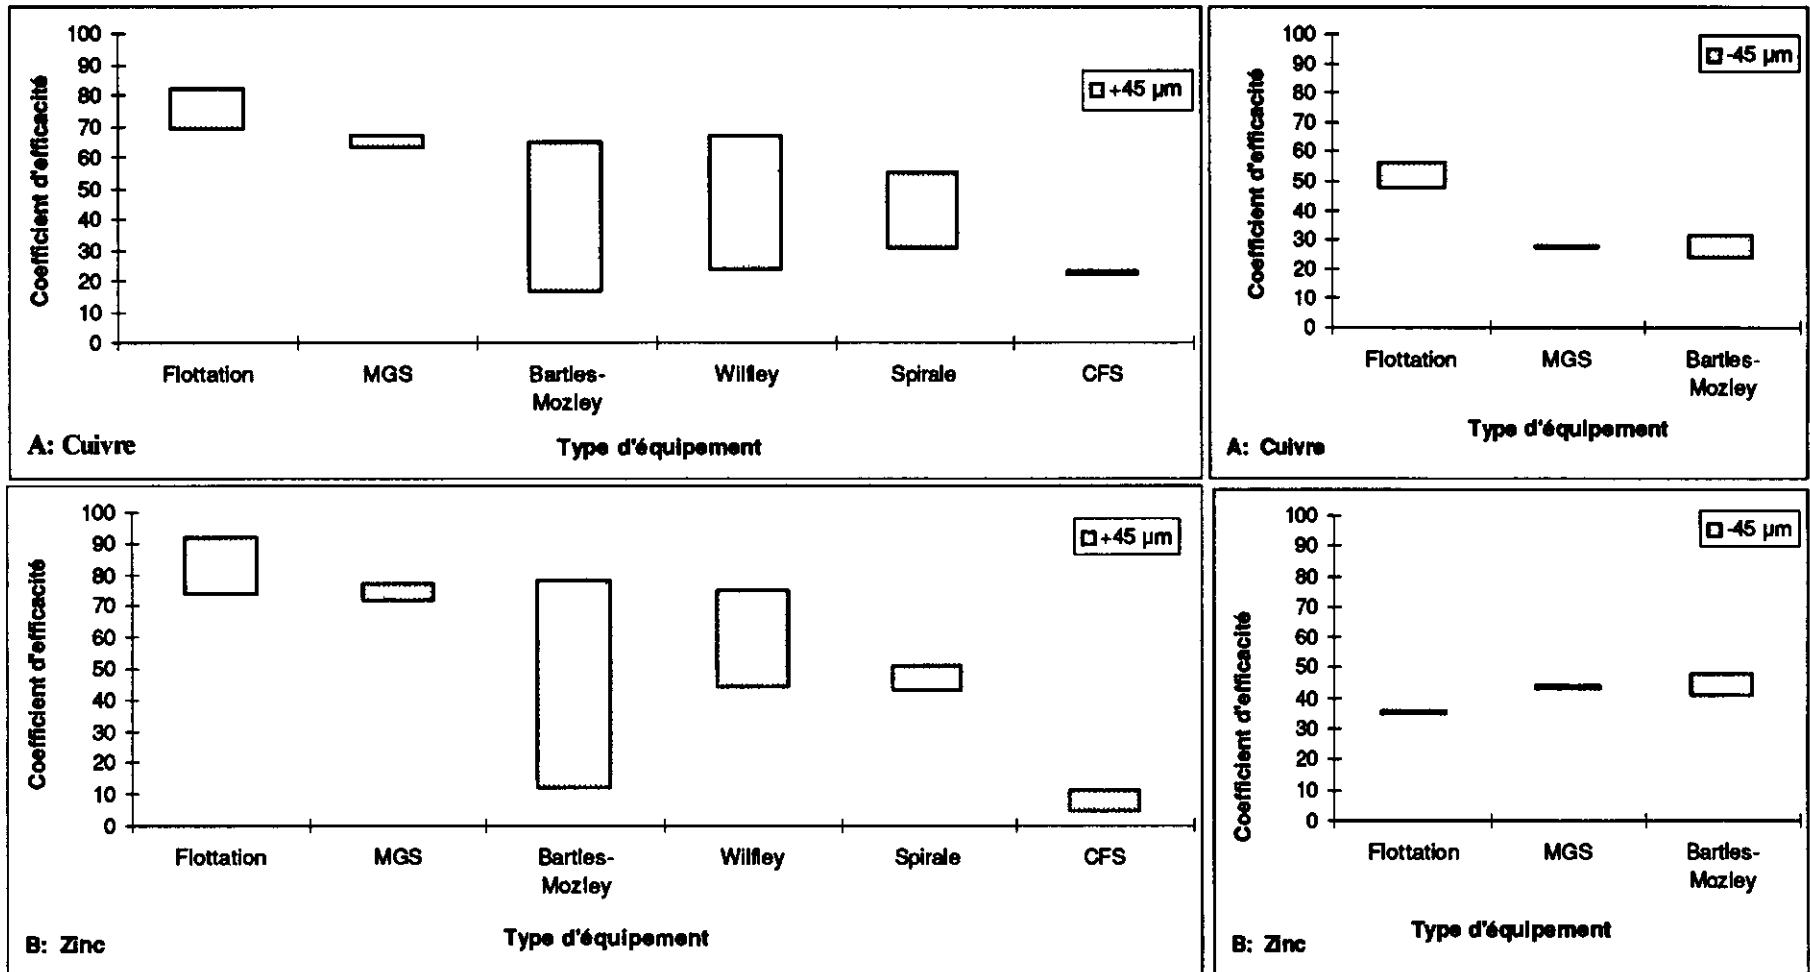 100
90
80
70
60
50
40
30
20
10
0
Coefficient d'efficacité
+45 µm
Flottation MGS Bartles-Mozley Wilfley Spirale CFS
A: Cuivre
Type d'équipement
100
90
80
70
60
50
40
30
20
10
0
Coefficient d'efficacité
-45 µm
Flottation MGS Bartles-Mozley
Type d'équipement
A: Cuivre
100
90
80
70
60
50
40
30
20
10
0
Coefficient d'efficacité
+45 µm
Flottation MGS Bartles-Mozley Wilfley Spirale CFS
Type d'équipement
B: Zinc
100
90
80
70
60
50
40
30
20
10
0
Coefficient d'efficacité
-45 µm
Flottation MGS Bartles-Mozley
Type d'équipement
B: Zinc